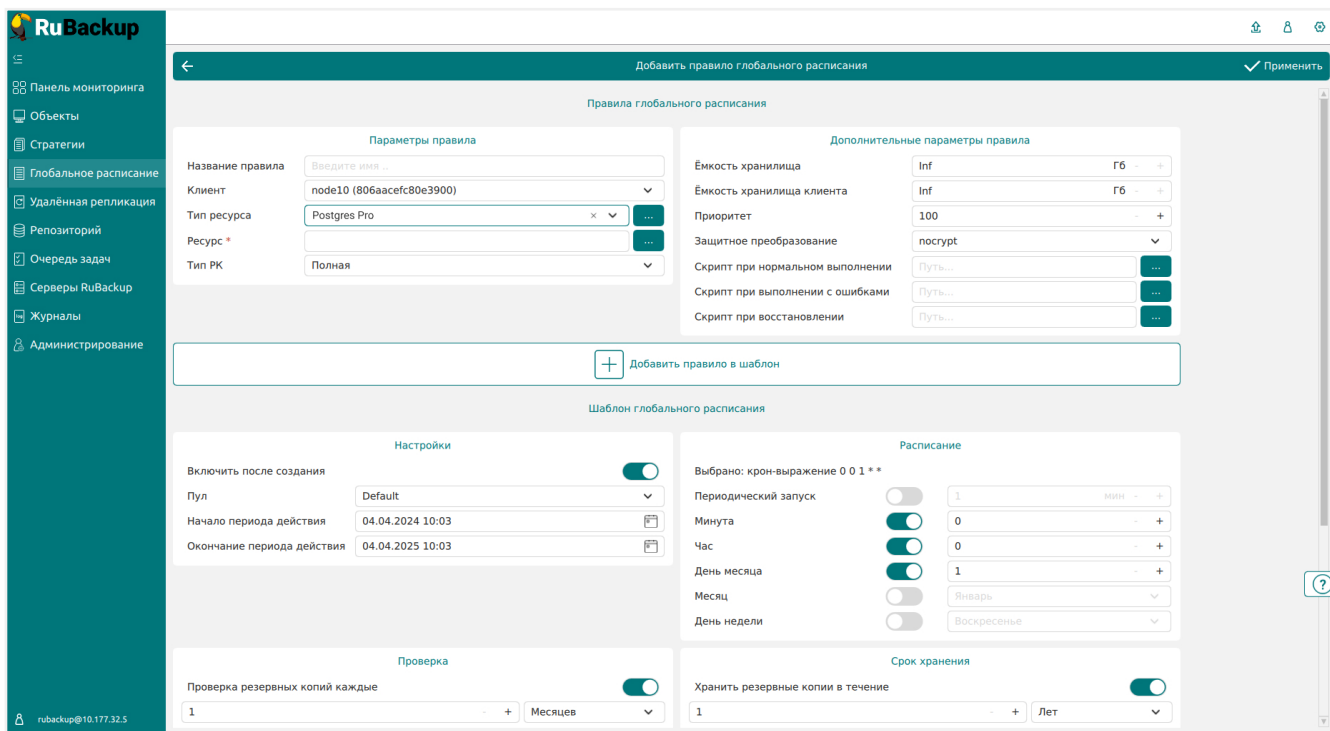 RuBackup
Добавить правило глобального расписания
Применить
Панель мониторинга
Объекты
Стратегии
Глобальное расписание
Удалённая репликация
Репозиторий
Очередь задач
Серверы RuBackup
Журналы
Администрирование
rubackup@10.177.32.5
Правила глобального расписания
Параметры правила
Название правила Введите имя ..
Клиент node10 (806aacefc80e3900)
Тип ресурса Postgres Pro ...
Ресурс * ...
Тип РК Полная
Дополнительные параметры правила
Ёмкость хранилища Inf Гб - +
Ёмкость хранилища клиента Inf Гб - +
Приоритет 100 - +
Защитное преобразование nocrypt
Скрипт при нормальном выполнении Путь... ...
Скрипт при выполнении с ошибками Путь... ...
Скрипт при восстановлении Путь... ...
Добавить правило в шаблон
Шаблон глобального расписания
Настройки
Включить после создания
Пул Default
Начало периода действия 04.04.2024 10:03
Окончание периода действия 04.04.2025 10:03
Расписание
Выбрано: крон-выражение 0 0 1 * *
Периодический запуск 1 мин - +
Минута 0 - +
Час 0 - +
День месяца 1 - +
Месяц Январь
День недели Воскресенье
Проверка
Проверка резервных копий каждые
1 - + Месяцев
Срок хранения
Хранить резервные копии в течение
1 - + Лет
?